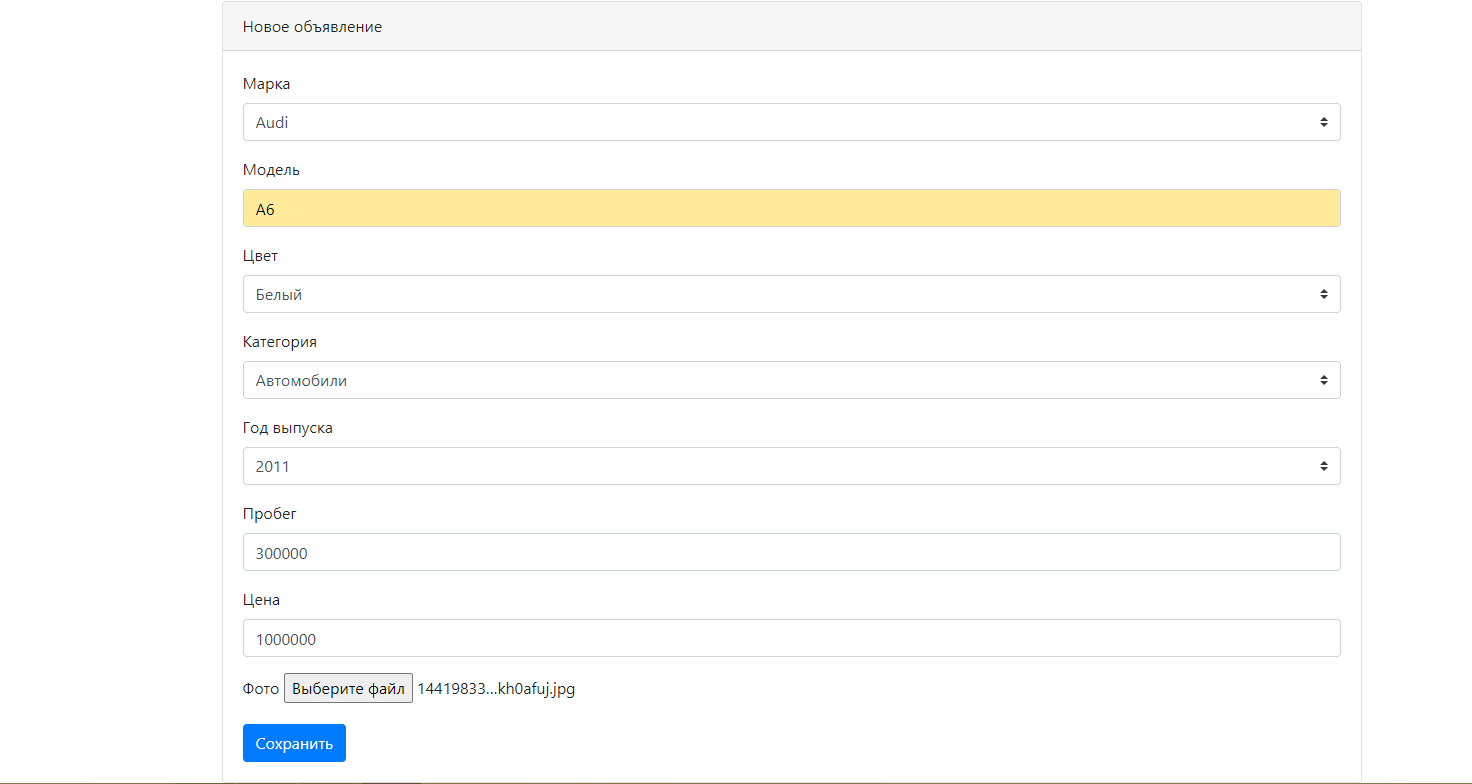 Новое объявление
Марка
Audi
Модель
A6
Цвет
Белый
Категория
Автомобили
Год выпуска
2011
Пробег
300000
Цена
1000000
Фото Выберите файл 14419833...kh0afuj.jpg
Сохранить